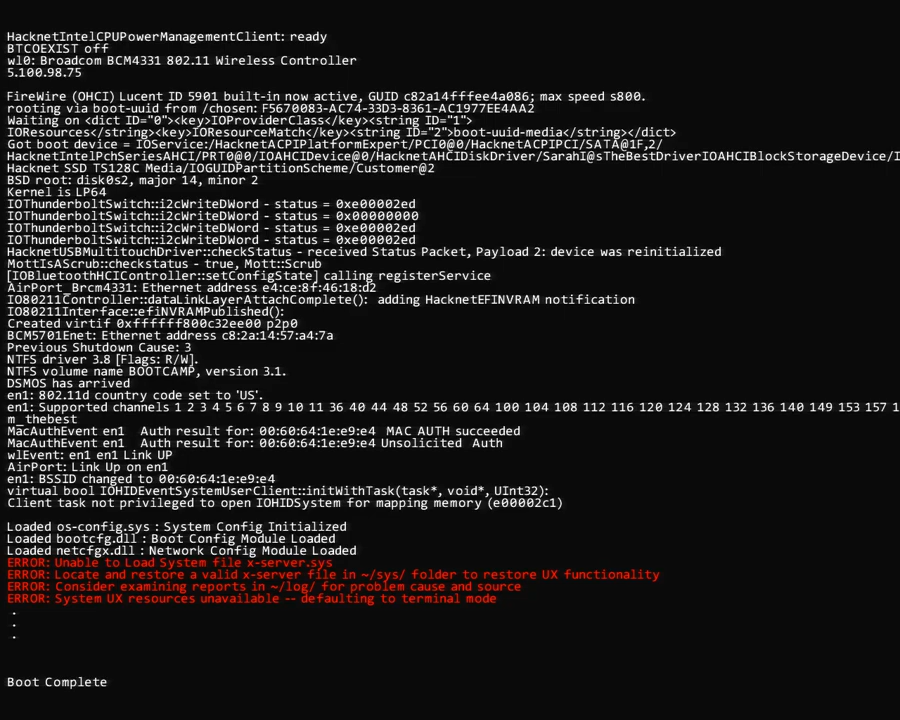 HacknetIntelCPUPowerManagementClient: ready
BTCOEXIST off
wl0: Broadcom BCM4331 802.11 Wireless Controller
5.100.98.75
FireWire (OHCI) Lucent ID 5901 built-in now active, GUID c82a14fffee4a086; max speed s800.
rooting via boot-uuid from /chosen: F5670083-AC74-33D3-8361-AC1977EE4AA2
Waiting on <dict ID="0"><key>IOProviderClass</key><string ID="1">
IOResources</string><key>IOResourceMatch</key><string ID="2">boot-uuid-media</string></dict>
Got boot device = IOService:/HacknetACPIPlatformExpert/PCI0@0/HacknetACPIPCI/SATA@1F,2/
HacknetIntelPchSeriesAHCI/PRT0@0/IOAHCIDevice@0/HacknetAHCIDiskDriver/SarahI@sTheBestDriverIOAHCIBlockStorageDevice/I
Hacknet SSD TS128C Media/IOGUIDPartitionScheme/Customer@2
BSD root: disk0s2, major 14, minor 2
Kernel is LP64
IOThunderboltSwitch::i2cWriteDWord - status = 0xe00002ed
IOThunderboltSwitch::i2cWriteDWord - status = 0x00000000
IOThunderboltSwitch::i2cWriteDWord - status = 0xe00002ed
IOThunderboltSwitch::i2cWriteDWord - status = 0xe00002ed
HacknetUSBMultitouchDriver::checkStatus - received Status Packet, Payload 2: device was reinitialized
MottIsAScrub::checkstatus - true, Mott::Scrub
[IOBluetoothHCIController::setConfigState] calling registerService
AirPort_Brcm4331: Ethernet address e4:ce:8f:46:18:d2
IO80211Controller::dataLinkLayerAttachComplete():  adding HacknetEFINVRAM notification
IO80211Interface::efiNVRAMPublished():
Created virtif 0xffffff800c32ee00 p2p0
BCM5701Enet: Ethernet address c8:2a:14:57:a4:7a
Previous Shutdown Cause: 3
NTFS driver 3.8 [Flags: R/W].
NTFS volume name BOOTCAMP, version 3.1.
DSMOS has arrived
en1: 802.11d country code set to 'US'.
en1: Supported channels 1 2 3 4 5 6 7 8 9 10 11 36 40 44 48 52 56 60 64 100 104 108 112 116 120 124 128 132 136 140 149 153 157 1
m_thebest
MacAuthEvent en1   Auth result for: 00:60:64:1e:e9:e4  MAC AUTH succeeded
MacAuthEvent en1   Auth result for: 00:60:64:1e:e9:e4 Unsolicited  Auth
wlEvent: en1 en1 Link UP
AirPort: Link Up on en1
en1: BSSID changed to 00:60:64:1e:e9:e4
virtual bool IOHIDEventSystemUserClient::initWithTask(task*, void*, UInt32):
Client task not privileged to open IOHIDSystem for mapping memory (e00002c1)
Loaded os-config.sys : System Config Initialized
Loaded bootcfg.dll : Boot Config Module Loaded
Loaded netcfgx.dll : Network Config Module Loaded
ERROR: Unable to Load System file x-server.sys
ERROR: Locate and restore a valid x-server file in ~/sys/ folder to restore UX functionality
ERROR: Consider examining reports in ~/log/ for problem cause and source
ERROR: System UX resources unavailable -- defaulting to terminal mode
.
.
.
Boot Complete